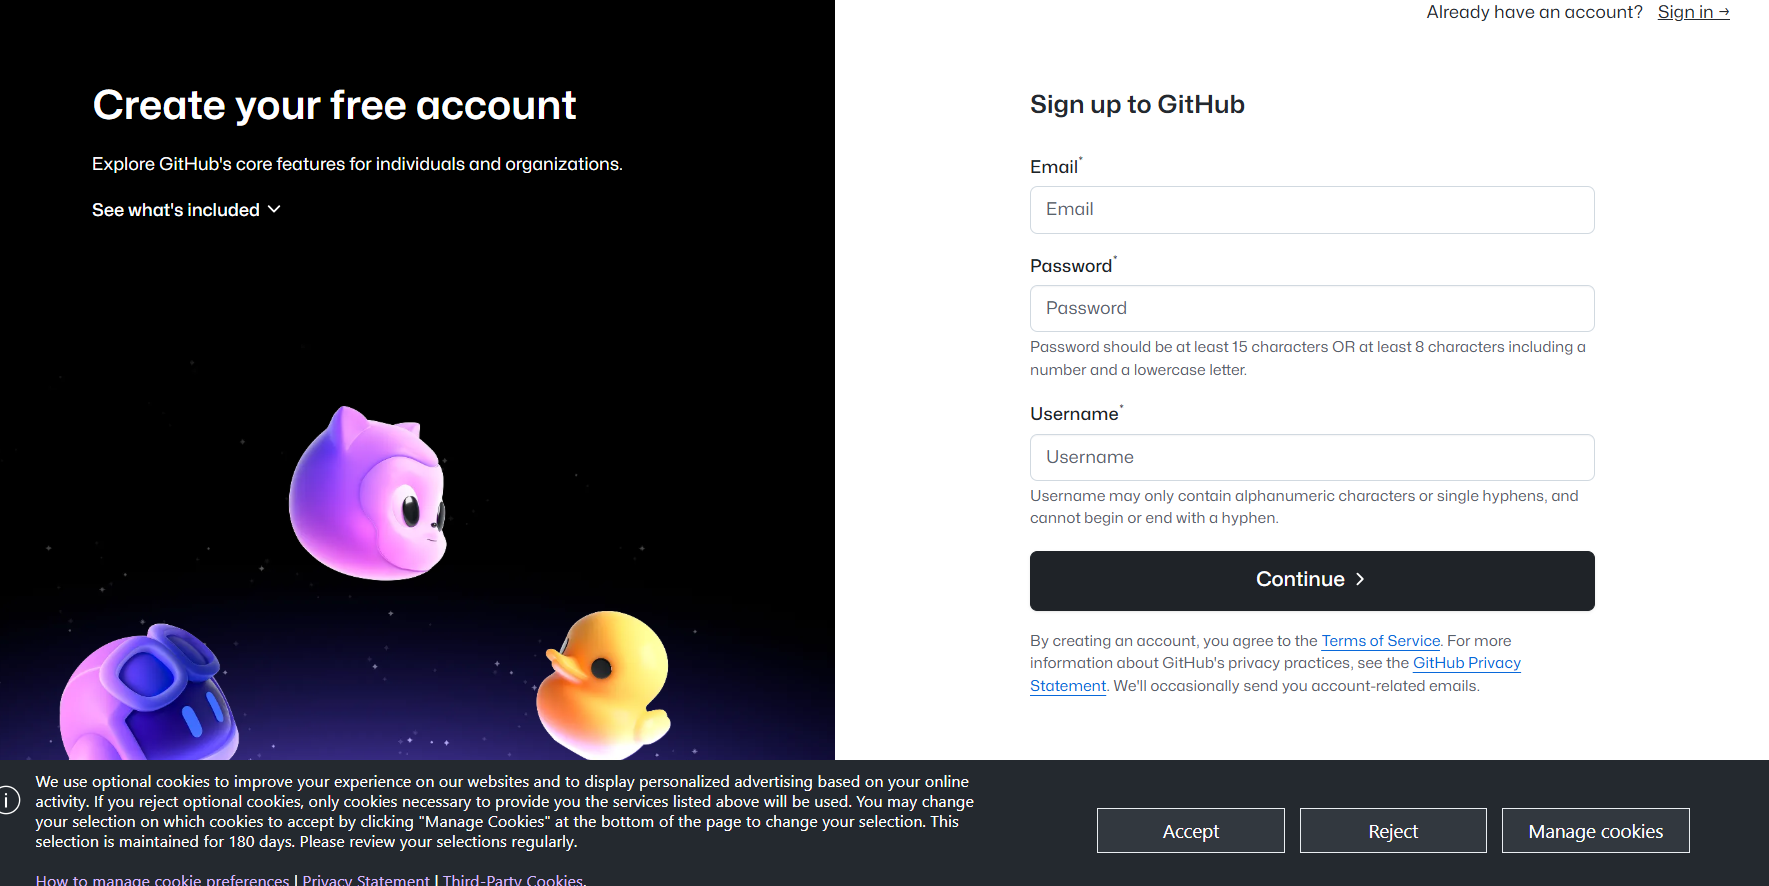 Already have an account? Sign in →
Create your free account
Explore GitHub's core features for individuals and organizations.
See what's included
Sign up to GitHub
Email*
Email
Password*
Password
Password should be at least 15 characters OR at least 8 characters including a
number and a lowercase letter.
Username*
Username
Username may only contain alphanumeric characters or single hyphens, and
cannot begin or end with a hyphen.
Continue
By creating an account, you agree to the Terms of Service. For more
information about GitHub's privacy practices, see the GitHub Privacy
Statement. We'll occasionally send you account-related emails.
We use optional cookies to improve your experience on our websites and to display personalized advertising based on your online
activity. If you reject optional cookies, only cookies necessary to provide you the services listed above will be used. You may change
your selection on which cookies to accept by clicking "Manage Cookies" at the bottom of the page to change your selection. This
selection is maintained for 180 days. Please review your selections regularly.
How to manage cookie preferences | Privacy Statement | Third-Party Cookies.
Accept
Reject
Manage cookies